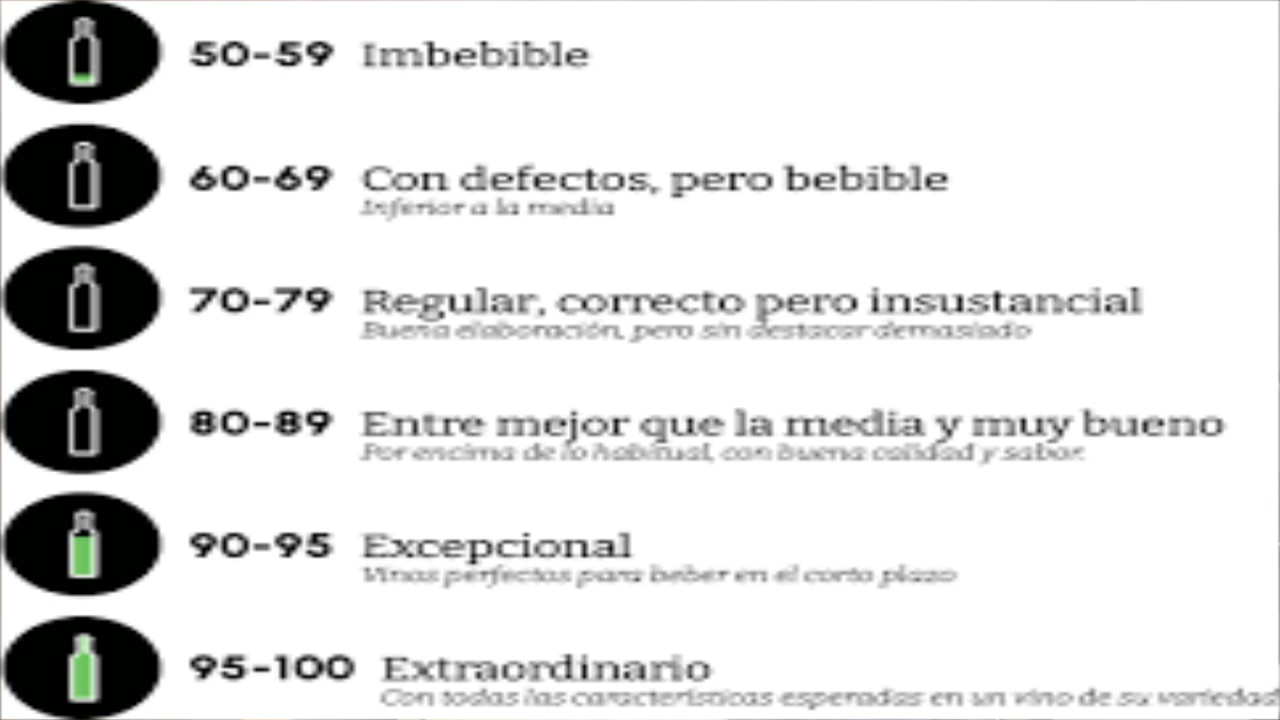 50-59 Imbebible
60-69 Con defectos, pero bebible
Inferior a la media
70-79 Regular, correcto pero insustancial
Buena elaboración, pero sin destacar demasiado
80-89 Entre mejor que la media y muy bueno
Por encima de lo habitual, con buena calidad y sabor.
90-95 Excepcional
Vinos perfectos para beber en el corto plazo
95-100 Extraordinario
Con todas las características esperadas en un vino de su variedad